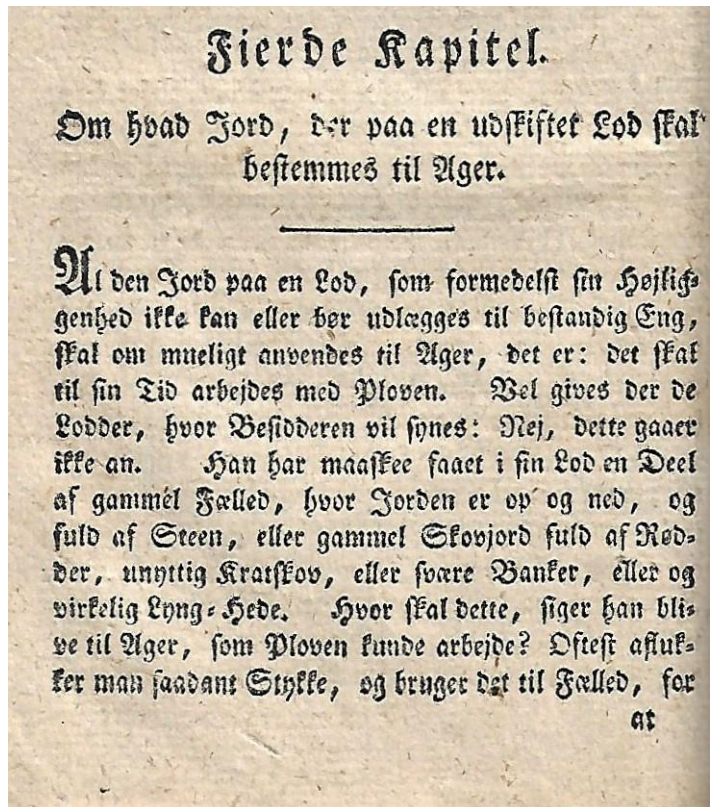 Fierde Kapitel.
Om hvad Jord, der paa en udskiftet Lod skal
bestemmes til Ager.
Al den Jord paa en Lod, som formedelst sin Højlig-
genhed ikke kan eller bør udlægges til bestandig Eng,
skal om mueligt anvendes til Ager, det er: det skal
til sin Tid arbejdes med Ploven. Vel gives der de
Lodder, hvor Besidderen vil synes: Nej, dette gaaer
ikke an. Han har maaskee faaet i sin Lod en Deel
af gammel Fælled, hvor Jorden er op og ned, og
fuld af Steen, eller gammel Skovjord fuld af Rød-
der, unyttig Kratskov, eller svære Banker, eller og
virkelig Lyng-Hede. Hvor skal dette, siger han bli-
ve til Ager, som Ploven kunde arbejde? Oftest afluk-
ker man saadant Stykke, og bruger det til Fælled, for
at